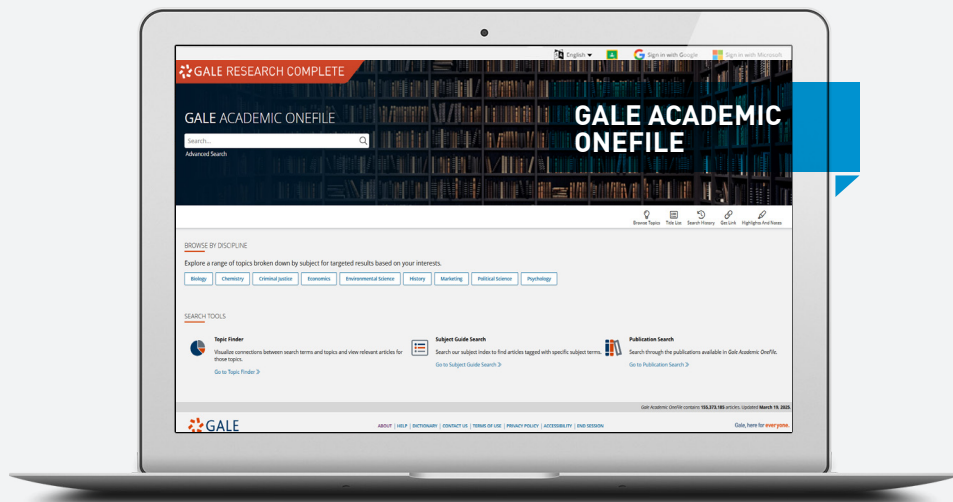 English
Sign in with Google
Sign in with Microsoft
GALE RESEARCH COMPLETE
GALE ACADEMIC ONEFILE
Search...
Advanced Search
GALE ACADEMIC
ONEFILE
Browse Topics
Title List
Search History
Get Link
Highlights And Notes
BROWSE BY DISCIPLINE
Explore a range of topics broken down by subject for targeted results based on your interests.
Biology
Chemistry
Criminal Justice
Economics
Environmental Science
History
Marketing
Political Science
Psychology
SEARCH TOOLS
Topic Finder
Visualize connections between search terms and topics and view relevant articles for
those topics.
Go to Topic Finder »
Subject Guide Search
Search our subject index to find articles tagged with specific subject terms.
Go to Subject Guide Search »
Publication Search
Search through the publications available in Gale Academic OneFile.
Go to Publication Search »
Gale Academic OneFile contains 155,373,185 articles. Updated March 19, 2025.
GALE
ABOUT | HELP | DICTIONARY | CONTACT US | TERMS OF USE | PRIVACY POLICY | ACCESSIBILITY | END SESSION
Gale, here for everyone.